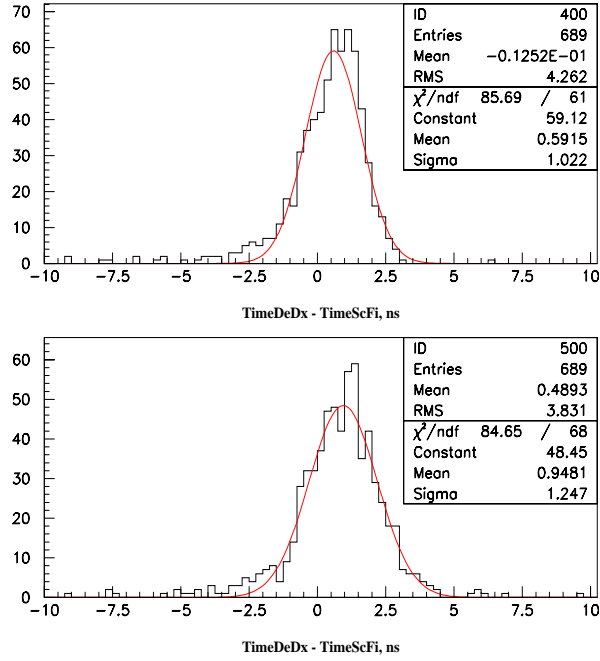 ID 400
Entries 689
Mean -0.1252E-01
RMS 4.262
χ²/ndf 85.69 / 61
Constant 59.12
Mean 0.5915
Sigma 1.022
70
60
50
40
30
20
10
0
-10 -7.5 -5 -2.5 0 2.5 5 7.5 10
TimeDeDx - TimeScFi, ns
ID 500
Entries 689
Mean 0.4893
RMS 3.831
χ²/ndf 84.65 / 68
Constant 48.45
Mean 0.9481
Sigma 1.247
60
50
40
30
20
10
0
-10 -7.5 -5 -2.5 0 2.5 5 7.5 10
TimeDeDx - TimeScFi, ns